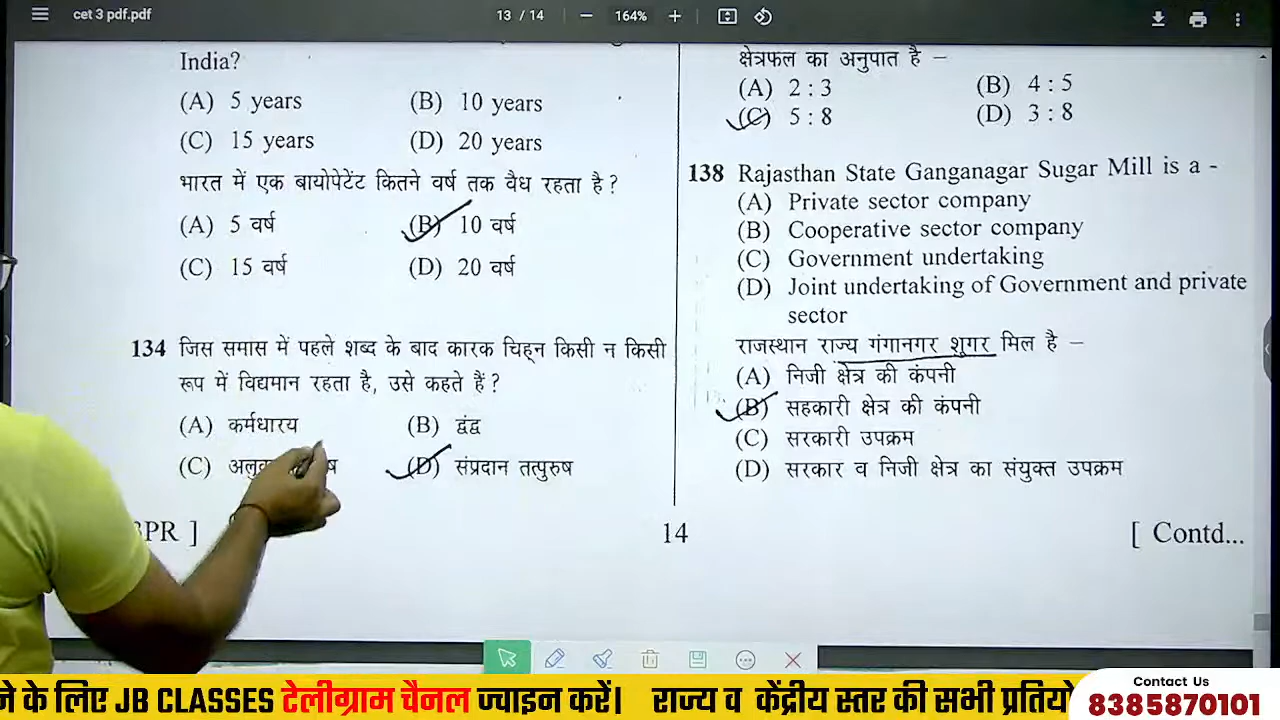 cet 3 pdf.pdf
13 / 14
164%
India?
(A) 5 years (B) 10 years
(C) 15 years (D) 20 years
भारत में एक बायोपेटेंट कितने वर्ष तक वैध रहता है ?
(A) 5 वर्ष (B) 10 वर्ष
(C) 15 वर्ष (D) 20 वर्ष
134 जिस समास में पहले शब्द के बाद कारक चिह्न किसी न किसी
रूप में विद्यमान रहता है, उसे कहते हैं ?
(A) कर्मधारय (B) द्वंद्व
(C) (D) संप्रदान तत्पुरुष
क्षेत्रफल का अनुपात है –
(A) 2 : 3 (B) 4 : 5
(C) 5 : 8 (D) 3 : 8
138 Rajasthan State Ganganagar Sugar Mill is a -
(A) Private sector company
(B) Cooperative sector company
(C) Government undertaking
(D) Joint undertaking of Government and private
sector
राजस्थान राज्य गंगानगर शुगर मिल है –
(A) निजी क्षेत्र की कंपनी
(B) सहकारी क्षेत्र की कंपनी
(C) सरकारी उपक्रम
(D) सरकार व निजी क्षेत्र का संयुक्त उपक्रम
PR ] 14 [ Contd...
के लिए JB CLASSES टेलीग्राम चैनल ज्वाइन करें। राज्य व केंद्रीय स्तर की सभी
Contact Us
8385870101